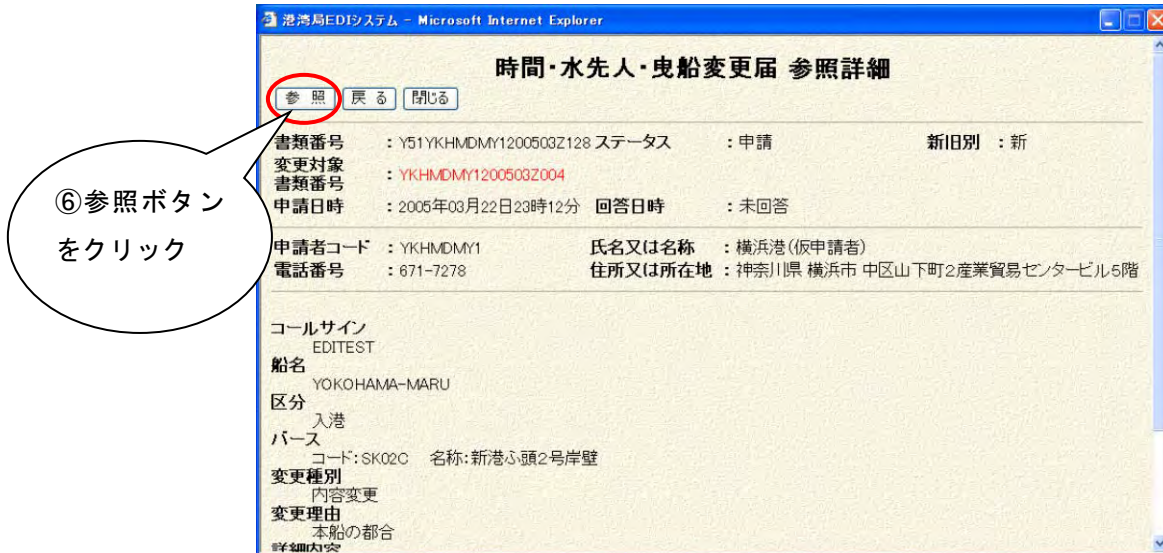 港湾局EDIシステム - Microsoft Internet Explorer
時間・水先人・曳船変更届 参照詳細
参 照 戻 る 閉じる
書類番号 : Y51YKHMDMY1200503Z128 ステータス : 申請 新旧別 : 新
変更対象
書類番号 : YKHMDMY1200503Z004
申請日時 : 2005年03月22日23時12分 回答日時 : 未回答
⑥参照ボタン
をクリック
申請者コード : YKHMDMY1 氏名又は名称 : 横浜港(仮申請者)
電話番号 : 671-7278 住所又は所在地 : 神奈川県 横浜市 中区山下町2産業貿易センタービル5階
コールサイン
EDITEST
船名
YOKOHAMA-MARU
区分
入港
バース
コード:SK02C 名称:新港ふ頭2号岸壁
変更種別
内容変更
変更理由
本船の都合
詳細内容